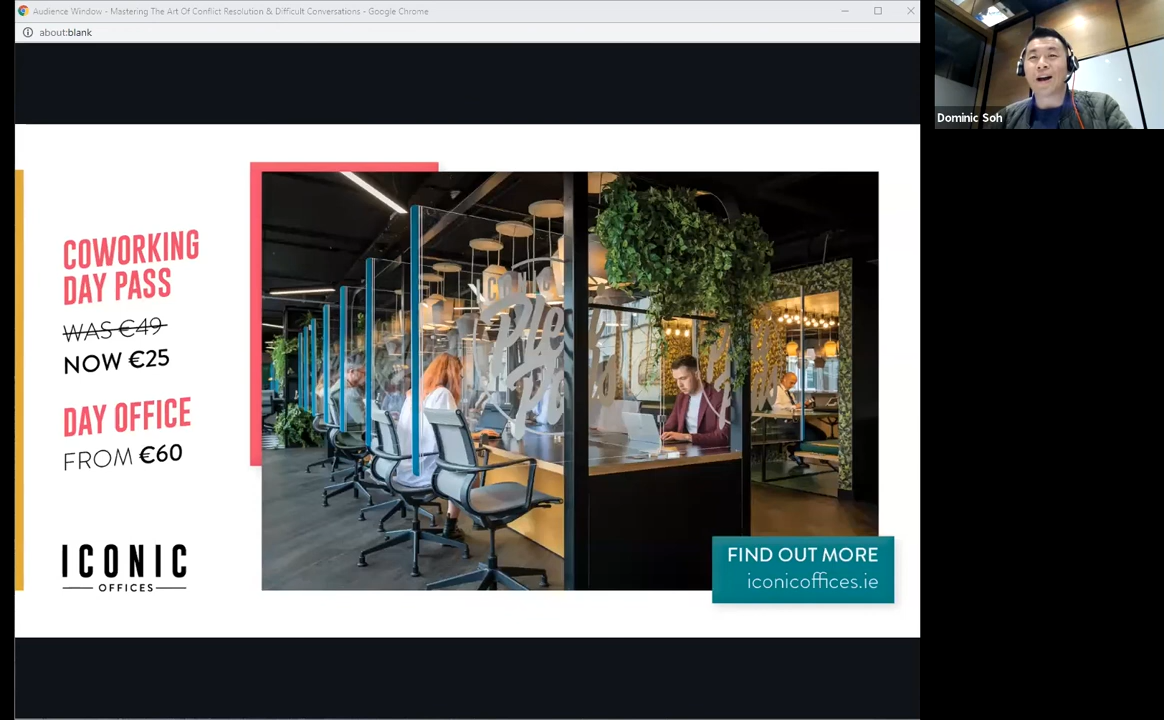 Audience Window - Mastering The Art Of Conflict Resolution & Difficult Conversations - Google Chrome
about:blank
Dominic Soh
COWORKING
DAY PASS
WAS €49
NOW €25
DAY OFFICE
FROM €60
ICONIC
OFFICES
ICONIC
FIND OUT MORE
iconicoffices.ie